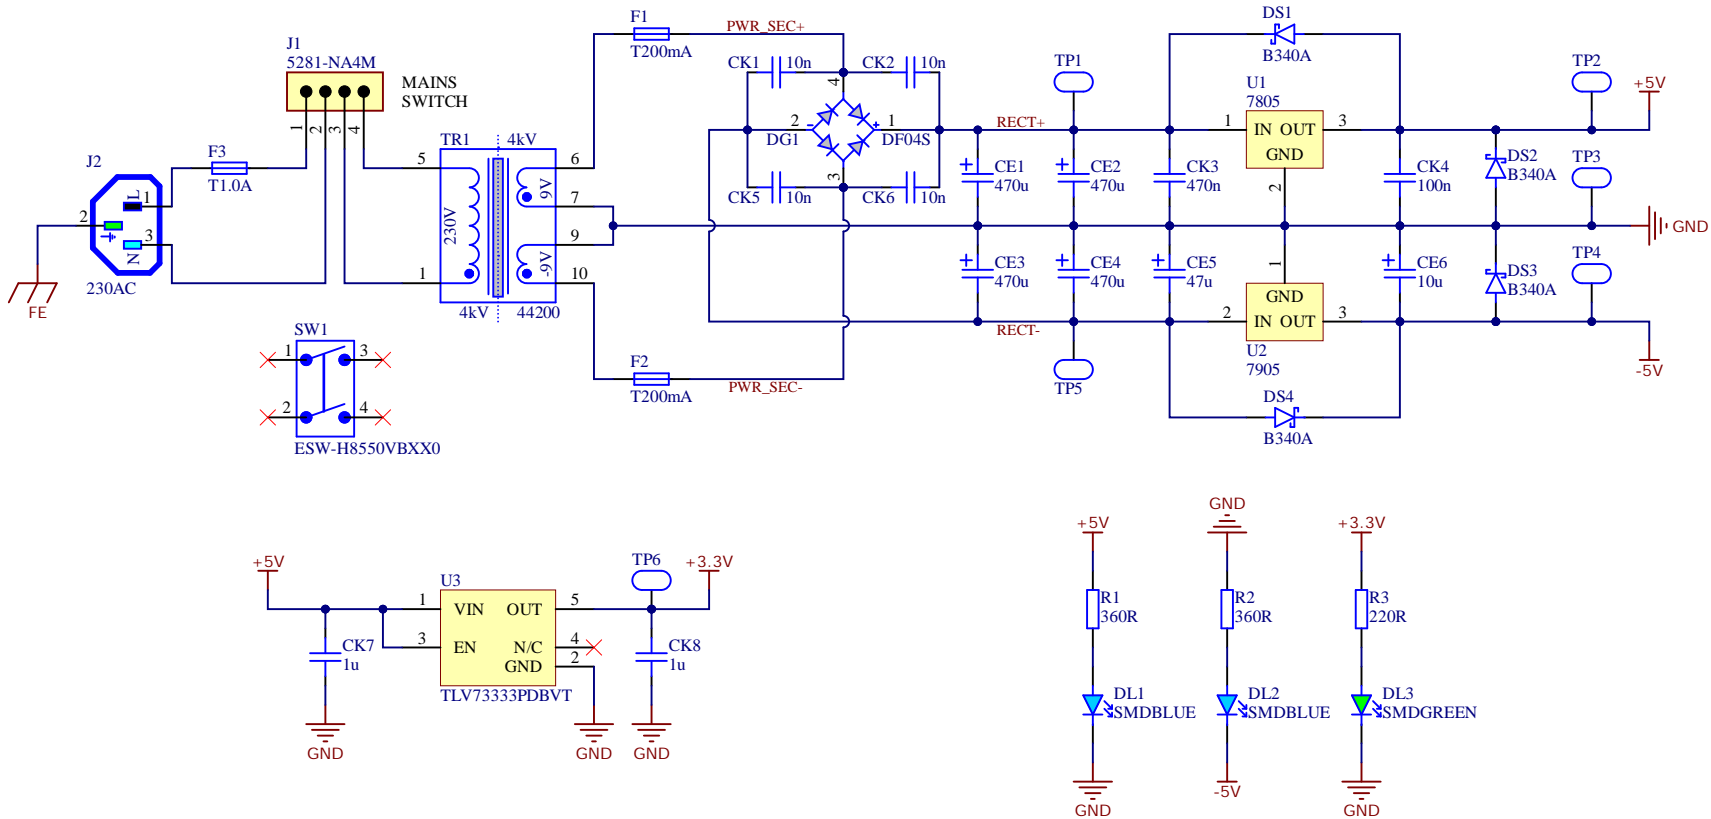 J1
5281-NA4M
MAINS
SWITCH
1
2
3
4
J2
L
1
2
3
N
230AC
FE
F3
T1.0A
SW1
1
3
2
4
ESW-H8550VBXX0
TR1
4kV
5
1
230V
9V
-9V
6
7
9
10
4kV
44200
F1
T200mA
PWR_SEC+
F2
T200mA
PWR_SEC-
CK1
10n
CK2
10n
4
2
-
+
1
DG1
DF04S
3
CK5
10n
CK6
10n
RECT+
RECT-
TP1
TP5
+
CE1
470u
+
CE2
470u
CK3
470n
+
CE3
470u
+
CE4
470u
+
CE5
47u
DS1
B340A
U1
7805
1
IN OUT
3
GND
2
1
GND
2
IN OUT
3
U2
7905
DS4
B340A
CK4
100n
+
CE6
10u
DS2
B340A
DS3
B340A
TP2
TP3
TP4
+5V
GND
-5V
+5V
CK7
1u
GND
U3
1
VIN
OUT
5
3
EN
N/C
4
GND
2
TLV73333PDBVT
GND
TP6
+3.3V
CK8
1u
GND
+5V
R1
360R
DL1
SMDBLUE
GND
GND
R2
360R
DL2
SMDBLUE
-5V
+3.3V
R3
220R
DL3
SMDGREEN
GND